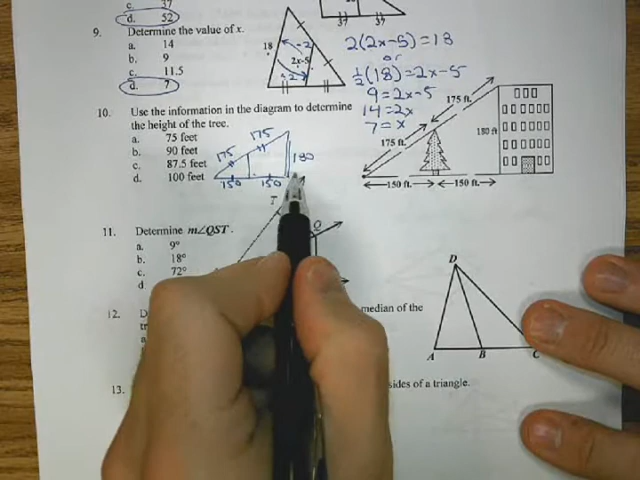 c. 37
d. 52
37 37
9. Determine the value of x.
a. 14
b. 9
c. 11.5
d. 7
18
÷2
2x-5
·2
2(2x-5)=18
or
½(18)=2x-5
9=2x-5
14=2x
7=x
10. Use the information in the diagram to determine
the height of the tree.
a. 75 feet
b. 90 feet
c. 87.5 feet
d. 100 feet
175
175
180
150 150
175 ft.
175 ft.
180 ft
150 ft. 150 ft.
11. Determine m∠QST.
a. 9°
b. 18°
c. 72°
d
T
Q
12. D
median of the
D
A B C
13.
sides of a triangle.